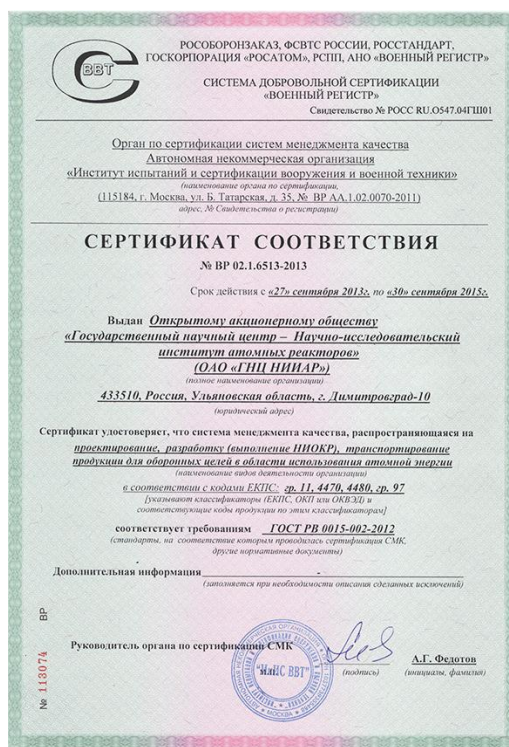 ВВТ
РОСОБОРОНЗАКАЗ, ФСВТС РОССИИ, РОССТАНДАРТ,
ГОСКОРПОРАЦИЯ «РОСАТОМ», РСПП, АНО «ВОЕННЫЙ РЕГИСТР»
СИСТЕМА ДОБРОВОЛЬНОЙ СЕРТИФИКАЦИИ
«ВОЕННЫЙ РЕГИСТР»
Свидетельство № РОСС RU.О547.04ГШ01
Орган по сертификации систем менеджмента качества
Автономная некоммерческая организация
«Институт испытаний и сертификации вооружения и военной техники»
(наименование органа по сертификации,
(115184, г. Москва, ул. Б. Татарская, д. 35, № ВР АА.1.02.0070-2011)
адрес, № Свидетельства о регистрации)
СЕРТИФИКАТ СООТВЕТСТВИЯ
№ ВР 02.1.6513-2013
Срок действия с «27» сентября 2013г. по «30» сентября 2015г.
Выдан Открытому акционерному обществу
«Государственный научный центр – Научно-исследовательский
институт атомных реакторов»
(ОАО «ГНЦ НИИАР»)
(полное наименование организации)
433510, Россия, Ульяновская область, г. Димитровград-10
(юридический адрес)
Сертификат удостоверяет, что система менеджмента качества, распространяющаяся на
проектирование, разработку (выполнение НИОКР), транспортирование
продукции для оборонных целей в области использования атомной энергии
(наименование видов деятельности организации)
в соответствии с кодами ЕКПС: гр. 11, 4470, 4480, гр. 97
[указывают классификаторы (ЕКПС, ОКП или ОКВЭД) и
соответствующие коды продукции по этим классификаторам]
соответствует требованиям ГОСТ РВ 0015-002-2012
(стандарты, на соответствие которым проводилась сертификация СМК,
другие нормативные документы)
Дополнительная информация -
(заполняется при необходимости описания сделанных исключений)
Руководитель органа по сертификации СМК
М.П.
"ИнИС ВВТ"
МОСКВА
(подпись)
А.Г. Федотов
(инициалы, фамилия)
№ 113074 ВР